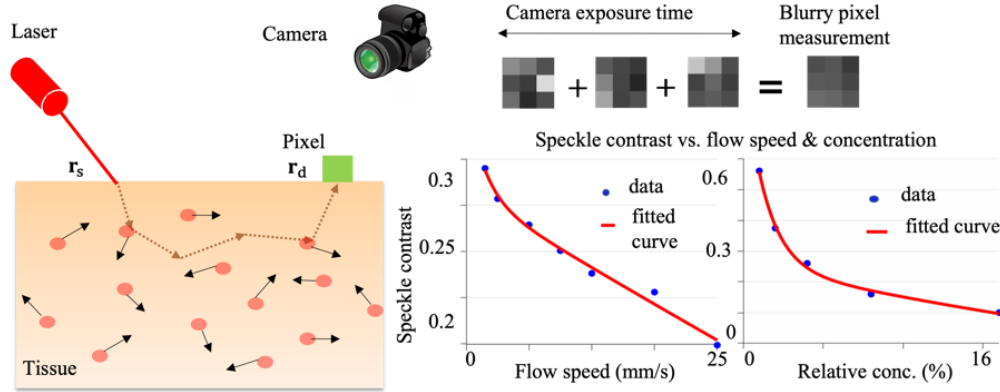 Laser
Camera
Camera exposure time
Blurry pixel
measurement
+ + =
Pixel
r_s
r_d
Tissue
Speckle contrast vs. flow speed & concentration
Speckle contrast
0.3
0.25
0.2
0
25
Flow speed (mm/s)
data
fitted
curve
0.6
0.3
0
0
16
Relative conc. (%)
data
fitted curve